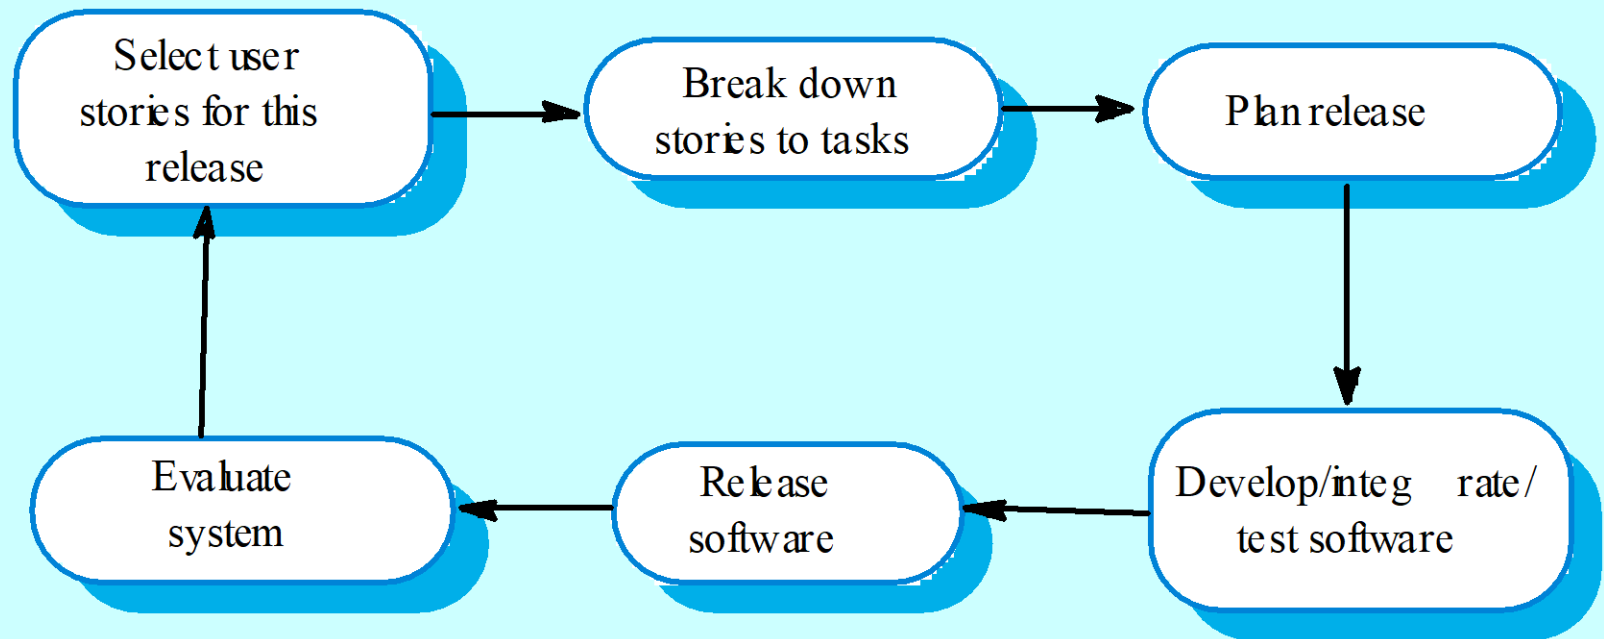 Select user
stories for this
release
Break down
stories to tasks
Plan release
Develop/integ rate/
test software
Release
software
Evaluate
system